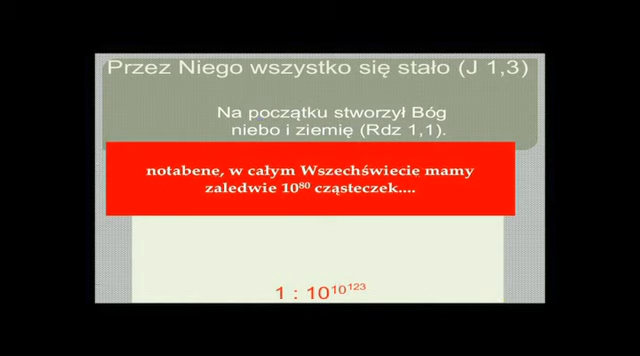 Przez Niego wszystko się stało (J 1,3)
Na początku stworzył Bóg
niebo i ziemię (Rdz 1,1).
notabene, w całym Wszechświecie mamy
zaledwie 10⁸⁰ cząsteczek....
1 : 10^10^123